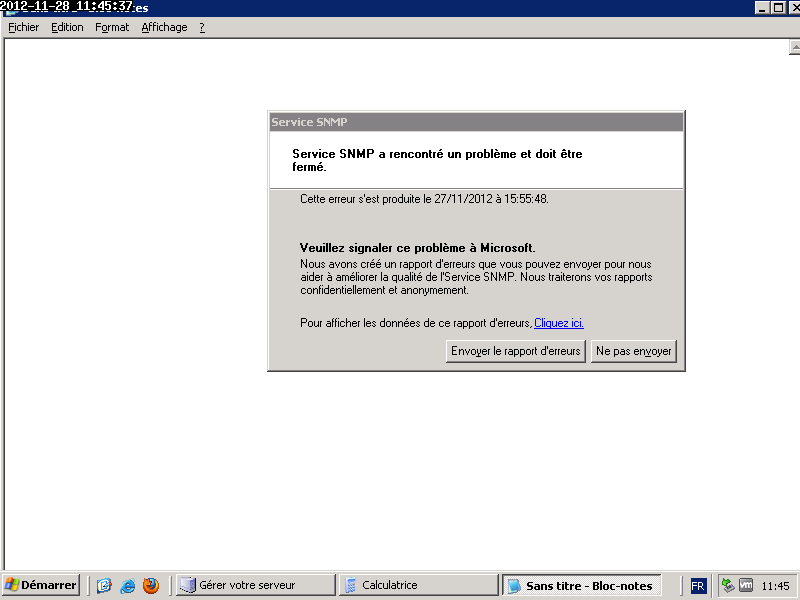 2012-11-28 11:45:37
Fichier Edition Format Affichage ?
Service SNMP
Service SNMP a rencontré un problème et doit être
fermé.
Cette erreur s'est produite le 27/11/2012 à 15:55:48.
Veuillez signaler ce problème à Microsoft.
Nous avons créé un rapport d'erreurs que vous pouvez envoyer pour nous
aider à améliorer la qualité de l'Service SNMP. Nous traiterons vos rapports
confidentiellement et anonymement.
Pour afficher les données de ce rapport d'erreurs, Cliquez ici.
Envoyer le rapport d'erreurs Ne pas envoyer
Démarrer Gérer votre serveur Calculatrice Sans titre - Bloc-notes FR vm 11:45